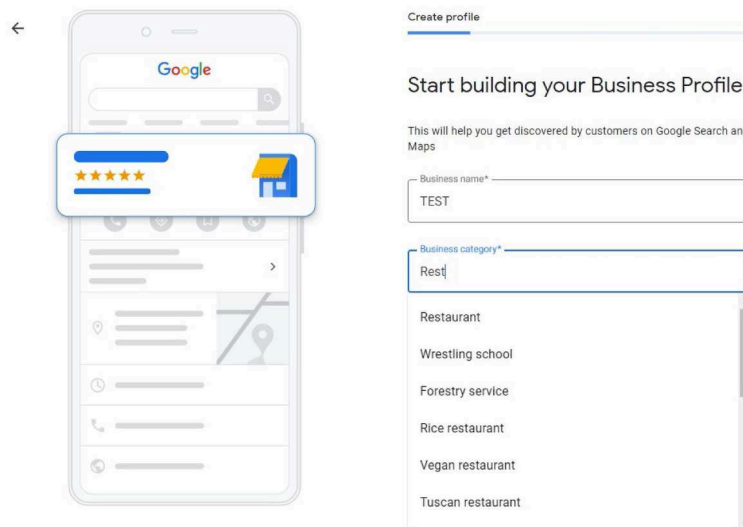 Create profile
Google
Start building your Business Profile
This will help you get discovered by customers on Google Search an
Maps
Business name*
TEST
Business category*
Rest
Restaurant
Wrestling school
Forestry service
Rice restaurant
Vegan restaurant
Tuscan restaurant